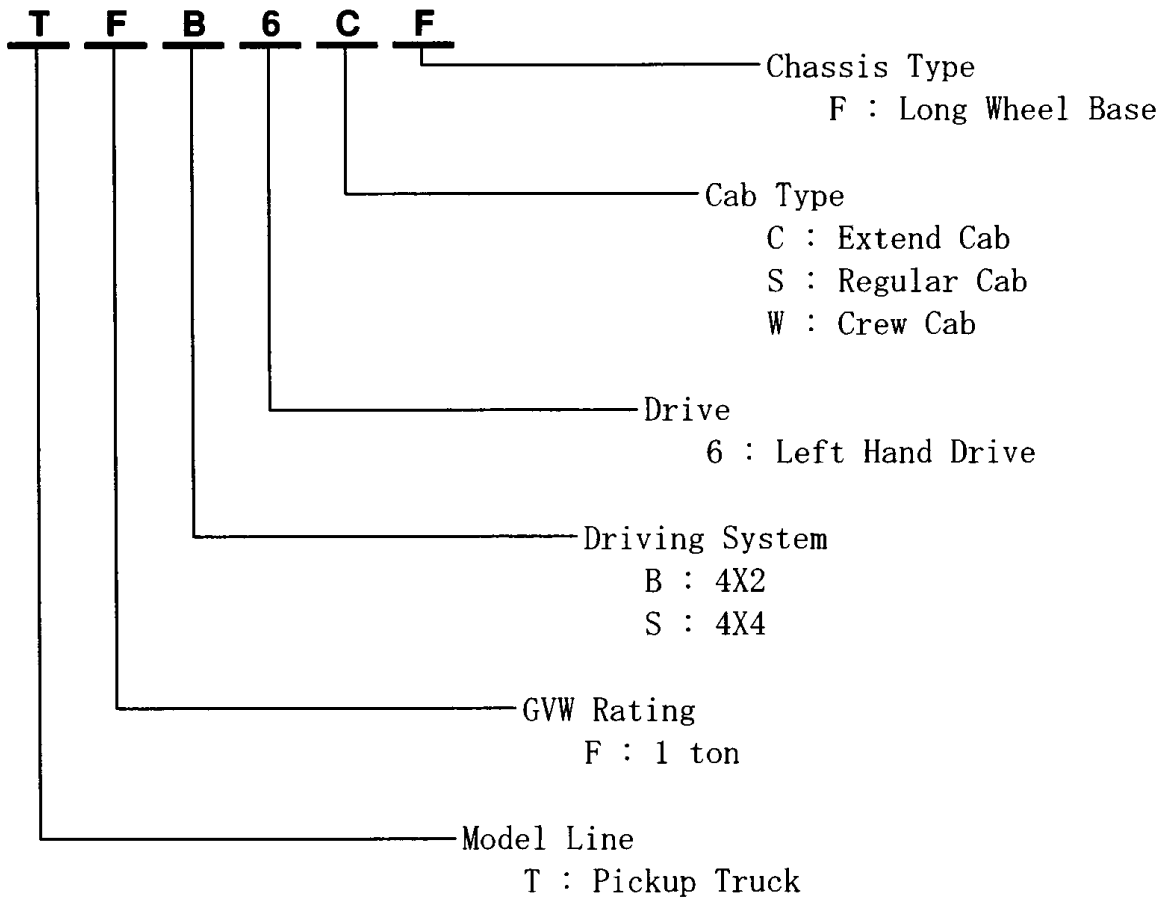 T F B 6 C F
Chassis Type
F : Long Wheel Base
Cab Type
C : Extend Cab
S : Regular Cab
W : Crew Cab
Drive
6 : Left Hand Drive
Driving System
B : 4X2
S : 4X4
GVW Rating
F : 1 ton
Model Line
T : Pickup Truck